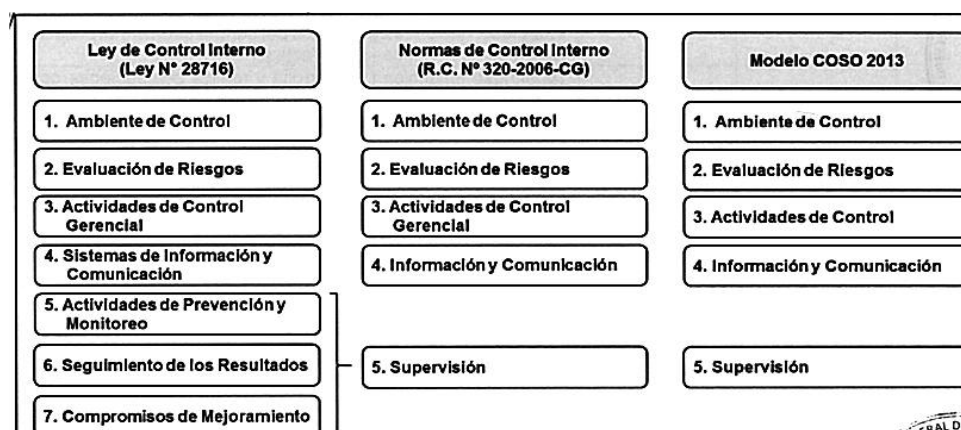 Ley de Control Interno
(Ley N° 28716)
1. Ambiente de Control
2. Evaluación de Riesgos
3. Actividades de Control
Gerencial
4. Sistemas de Información y
Comunicación
5. Actividades de Prevención y
Monitoreo
6. Seguimiento de los Resultados
7. Compromisos de Mejoramiento
Normas de Control Interno
(R.C. N° 320-2006-CG)
1. Ambiente de Control
2. Evaluación de Riesgos
3. Actividades de Control
Gerencial
4. Información y Comunicación
5. Supervisión
Modelo COSO 2013
1. Ambiente de Control
2. Evaluación de Riesgos
3. Actividades de Control
4. Información y Comunicación
5. Supervisión